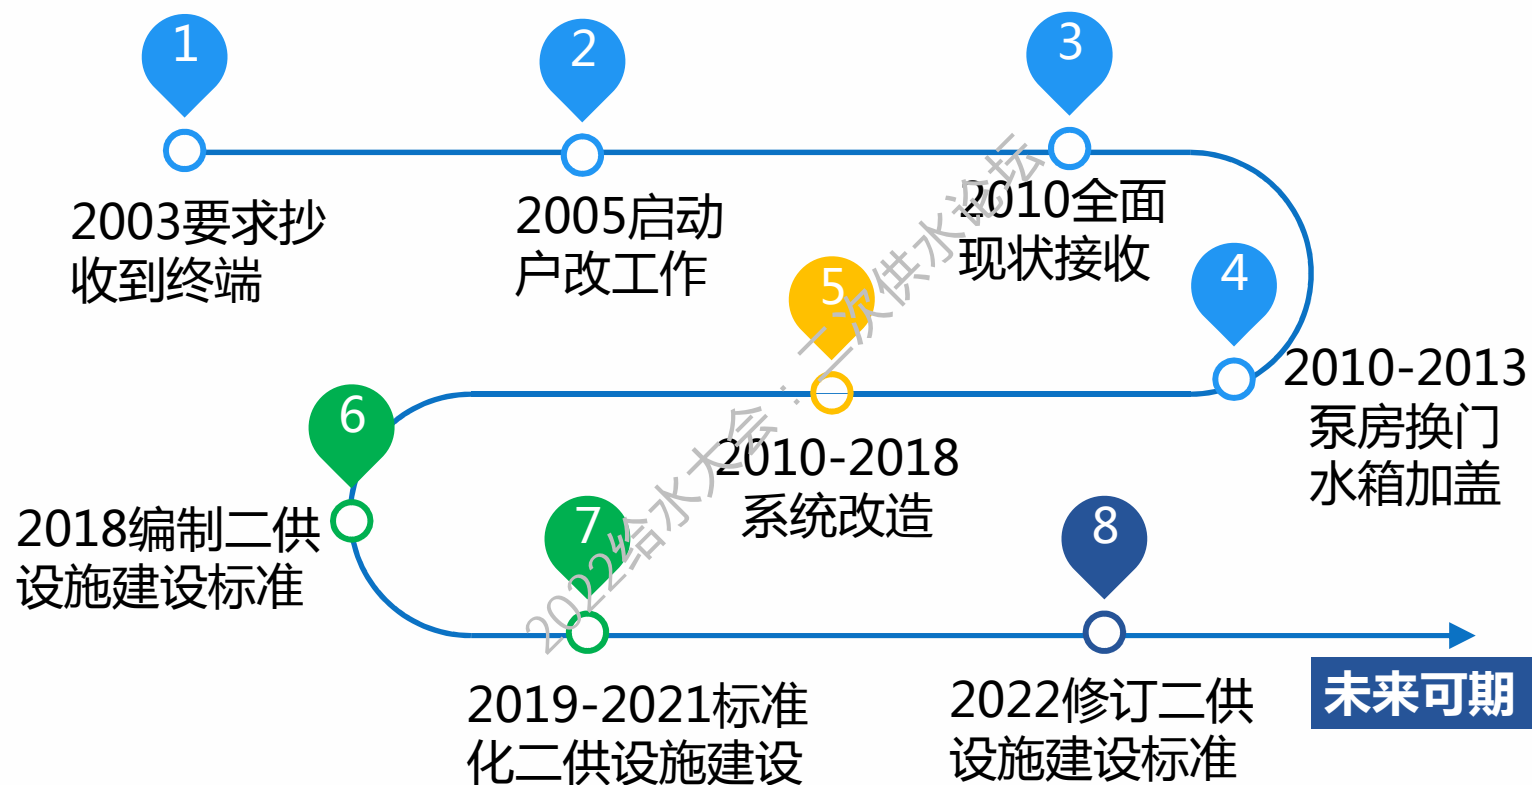 1
2003要求抄
收到终端
2
2005启动
户改工作
3
2010全面
现状接收
4
2010-2013
泵房换门
水箱加盖
5
2010-2018
系统改造
6
2018编制二供
设施建设标准
7
2019-2021标准
化二供设施建设
8
2022修订二供
设施建设标准
未来可期
2022给水大会：二次供水论坛